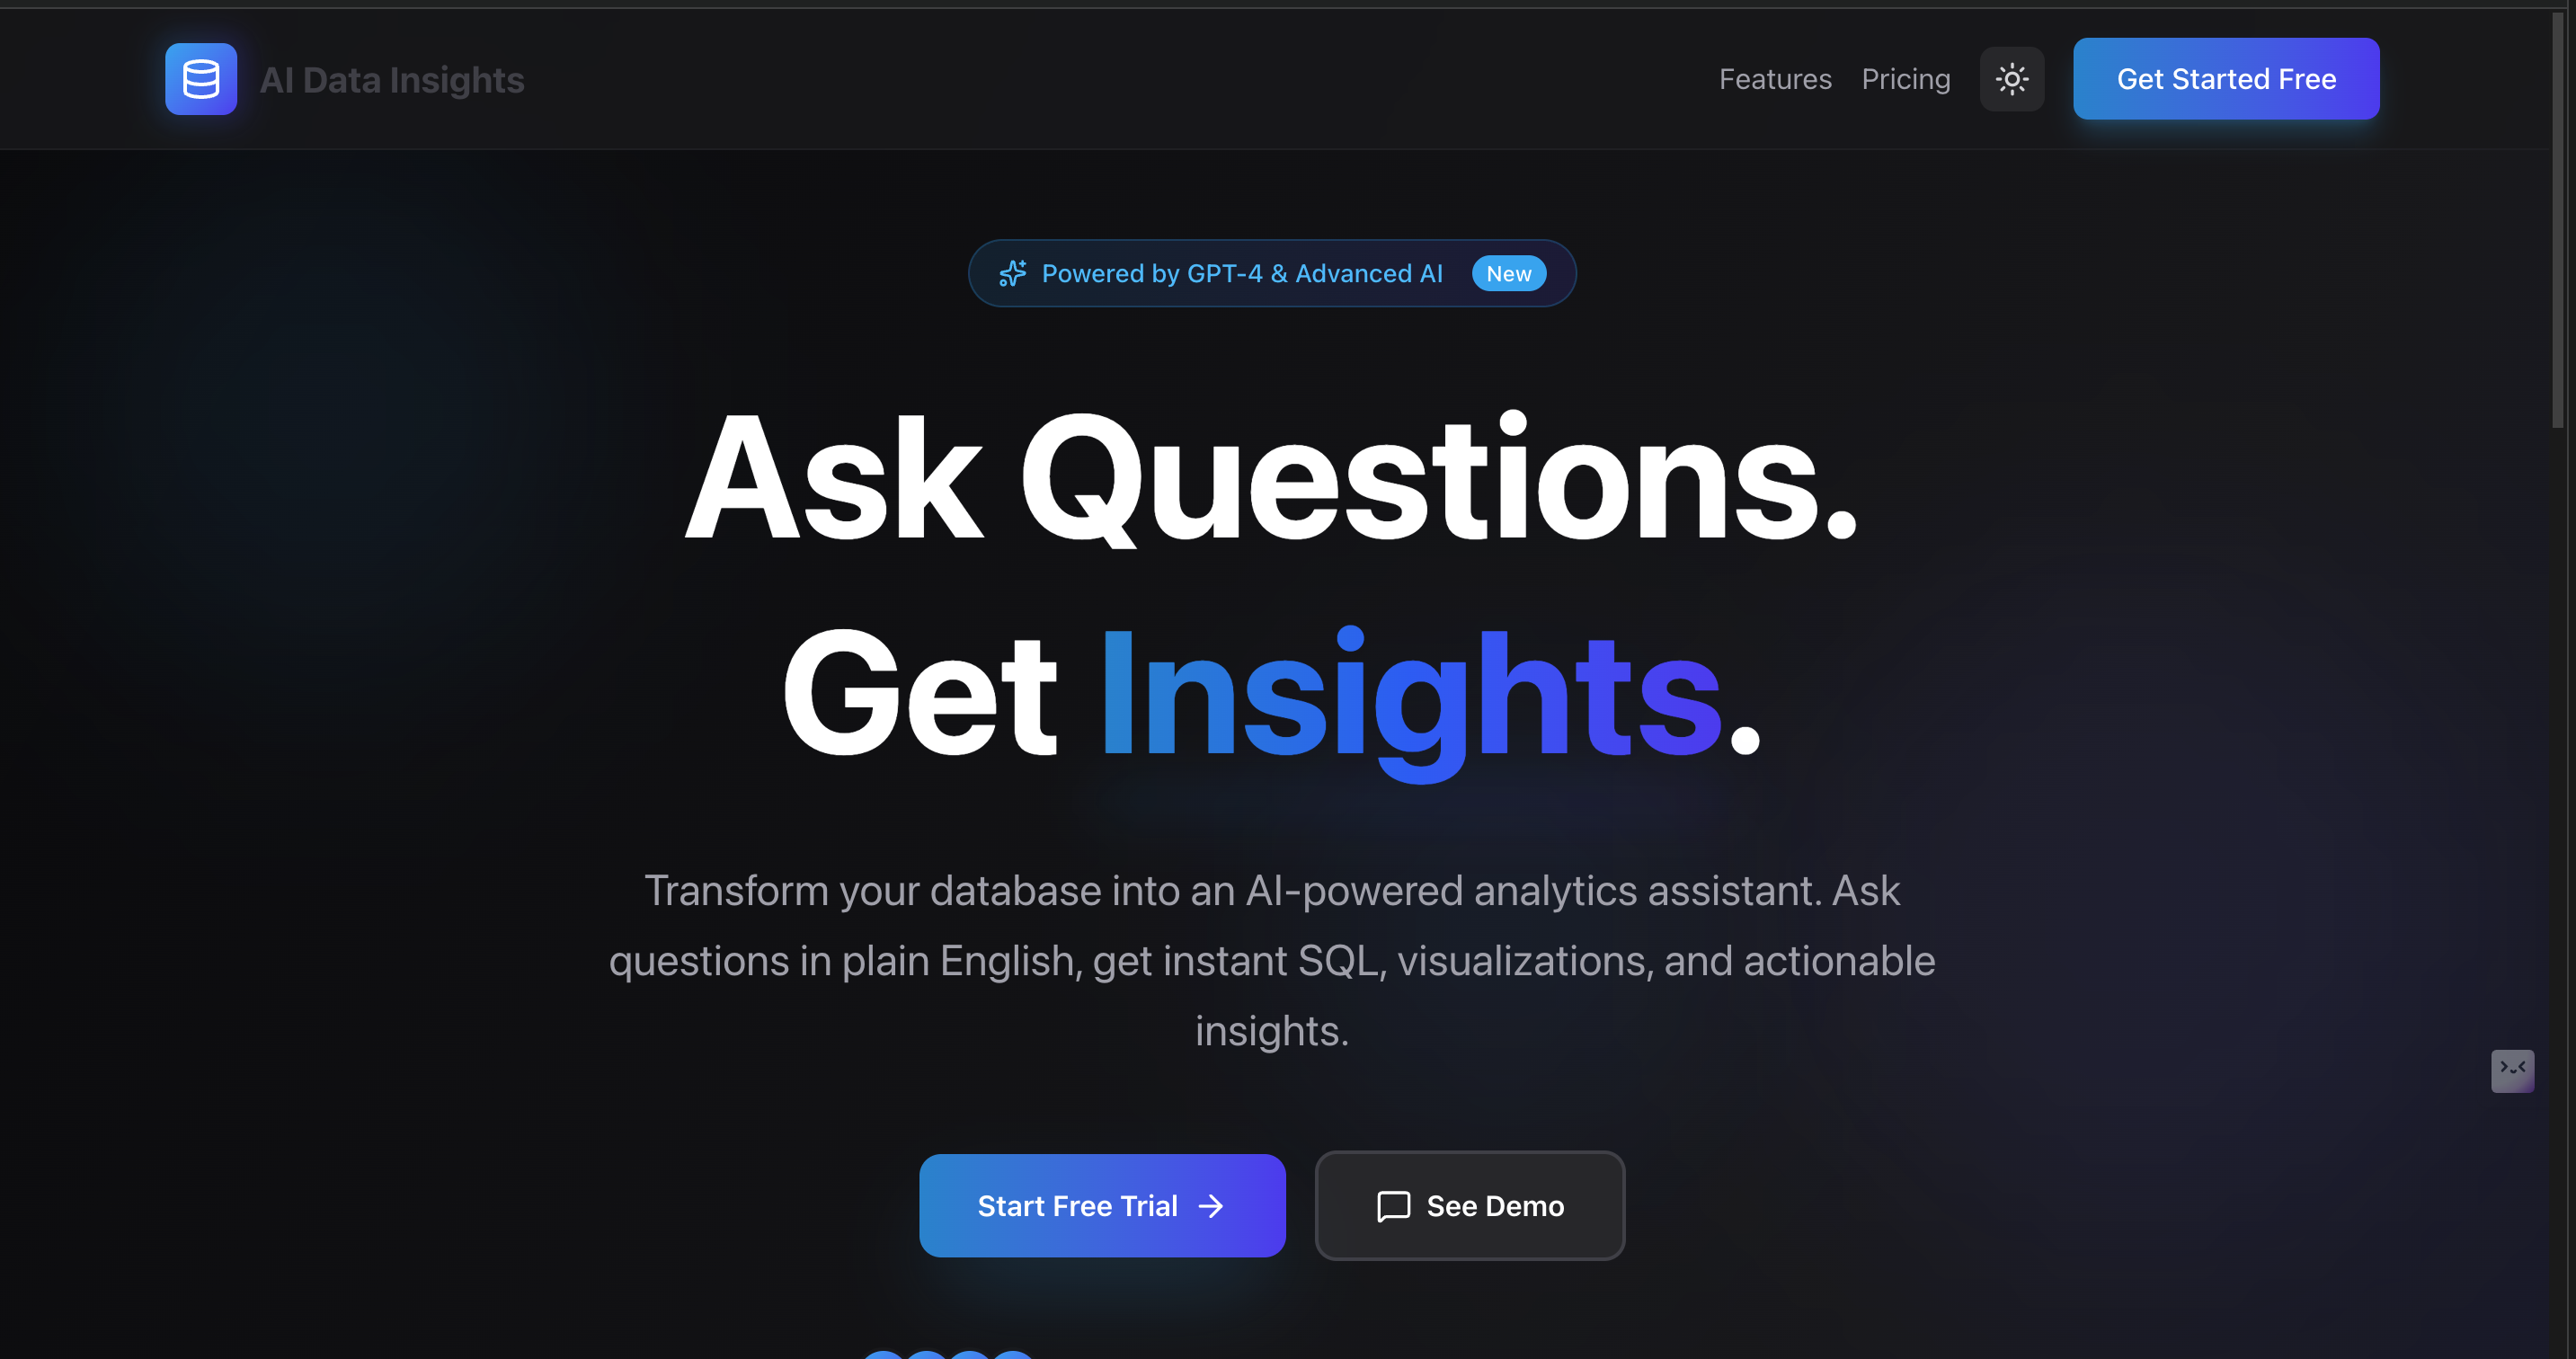 AI Data Insights
Features
Pricing
Get Started Free
Powered by GPT-4 & Advanced AI
New
Ask Questions.
Get Insights.
Transform your database into an AI-powered analytics assistant. Ask
questions in plain English, get instant SQL, visualizations, and actionable
insights.
Start Free Trial
See Demo